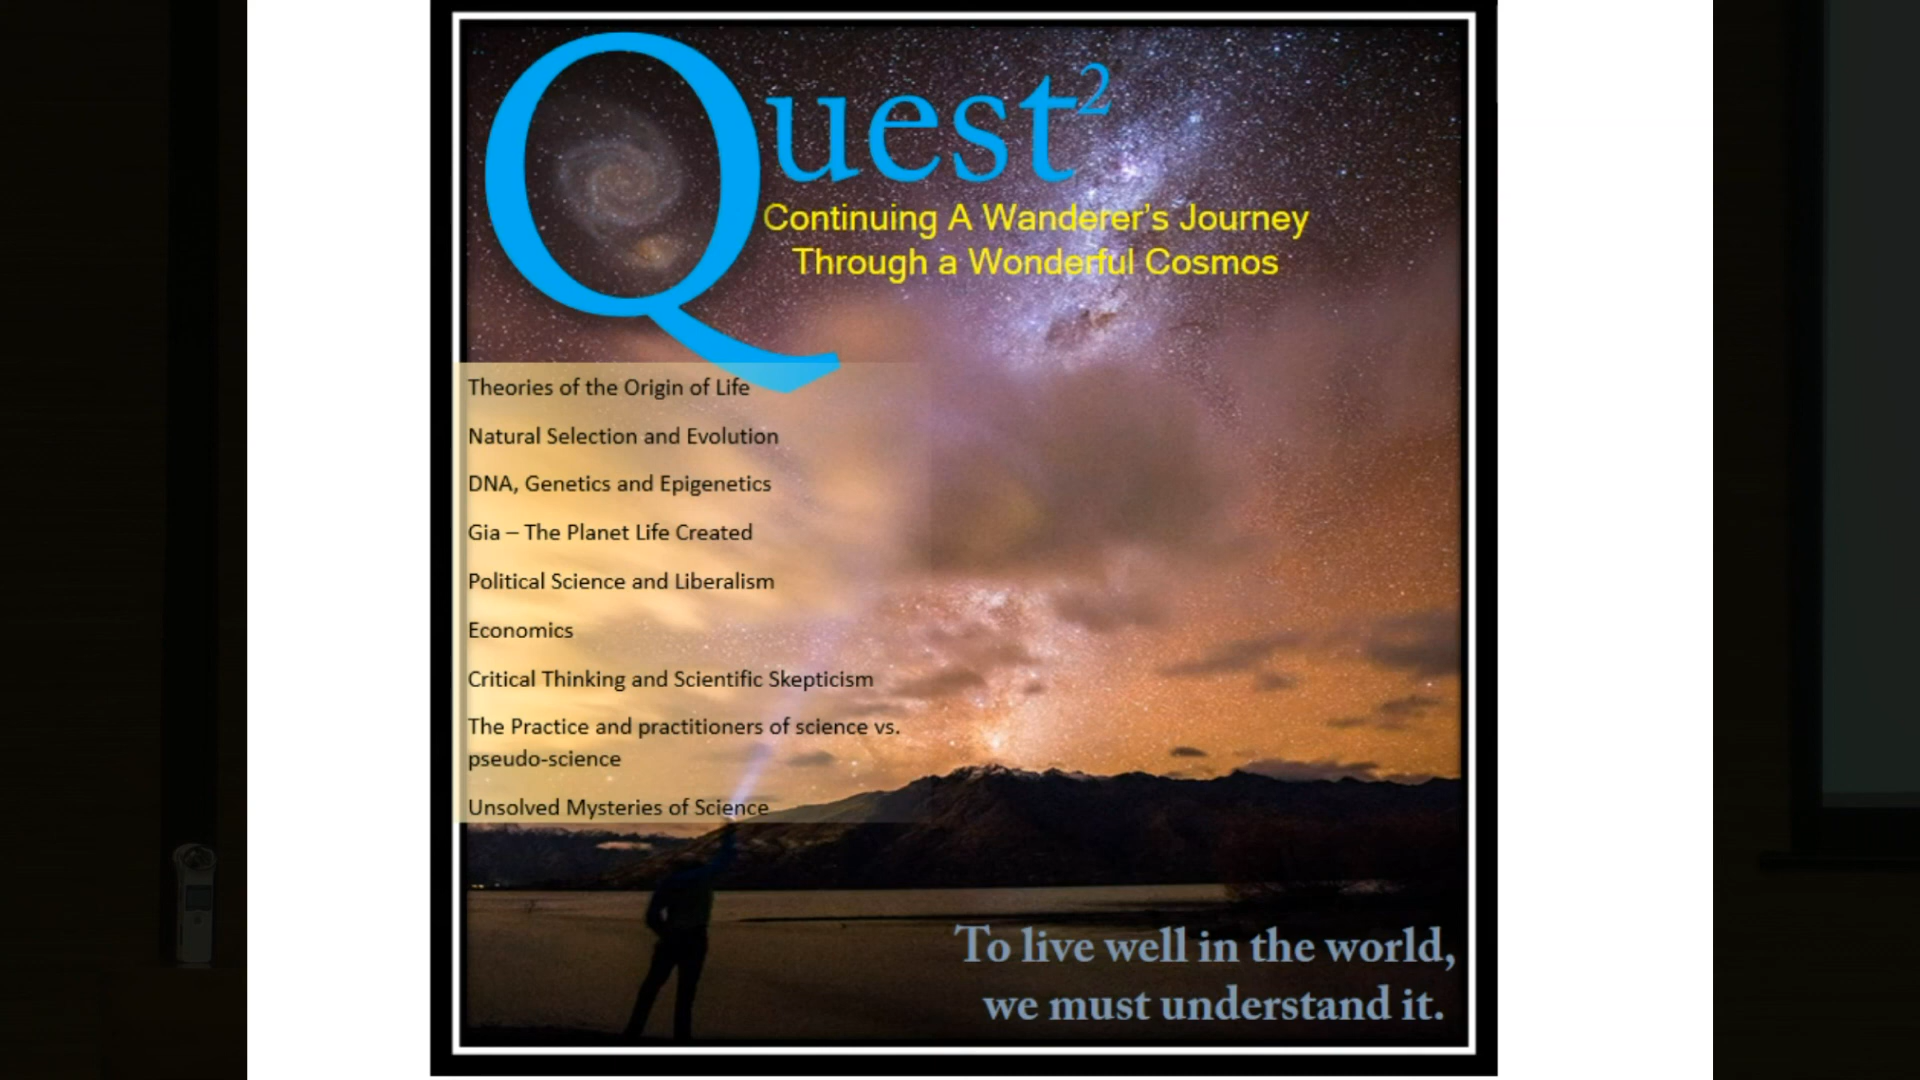 Quest²
Continuing A Wanderer's Journey
Through a Wonderful Cosmos
Theories of the Origin of Life
Natural Selection and Evolution
DNA, Genetics and Epigenetics
Gia – The Planet Life Created
Political Science and Liberalism
Economics
Critical Thinking and Scientific Skepticism
The Practice and practitioners of science vs.
pseudo-science
Unsolved Mysteries of Science
To live well in the world,
we must understand it.